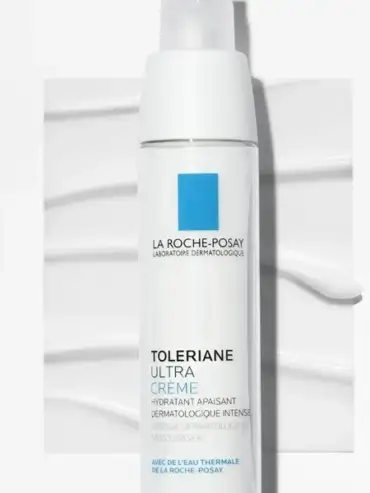 LA ROCHE-POSAY
LABORATOIRE DERMATOLOGIQUE
TOLERIANE
ULTRA
CRÈME
HYDRATANT APAISANT
DERMATOLOGIQUE INTENSE
AVEC DE L'EAU THERMALE
DE LA ROCHE-POSAY